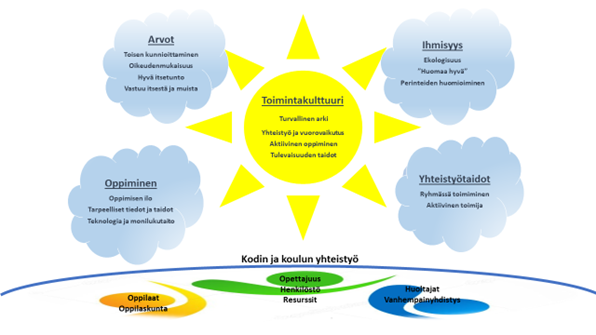 Arvot
Toisen kunnioittaminen
Oikeudenmukaisuus
Hyvä itsetunto
Vastuu itsestä ja muista
Ihmisyys
Ekologisuus
"Huomaa hyvä"
Perinteiden huomioiminen
Toimintakulttuuri
Turvallinen arki
Yhteistyö ja vuorovaikutus
Aktiivinen oppiminen
Tulevaisuuden taidot
Oppiminen
Oppimisen ilo
Tarpeelliset tiedot ja taidot
Teknologia ja monilukutaito
Yhteistyötaidot
Ryhmässä toimiminen
Aktiivinen toimija
Kodin ja koulun yhteistyö
Oppilaat
Oppilaskunta
Opettajuus
Henkilöstö
Resurssit
Huoltajat
Vanhempainyhdistys